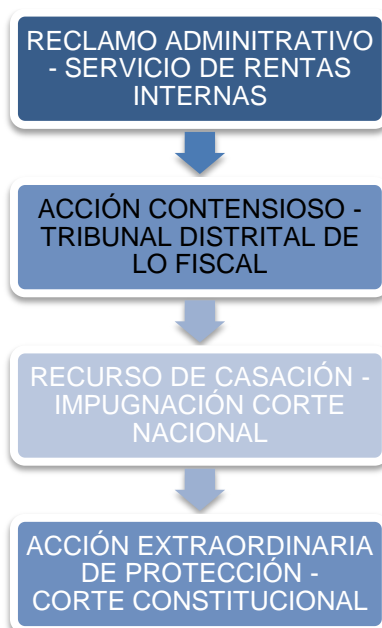 RECLAMO ADMINITRATIVO
- SERVICIO DE RENTAS
INTERNAS
ACCIÓN CONTENSIOSO -
TRIBUNAL DISTRITAL DE
LO FISCAL
RECURSO DE CASACIÓN -
IMPUGNACIÓN CORTE
NACIONAL
ACCIÓN EXTRAORDINARIA
DE PROTECCIÓN -
CORTE CONSTITUCIONAL